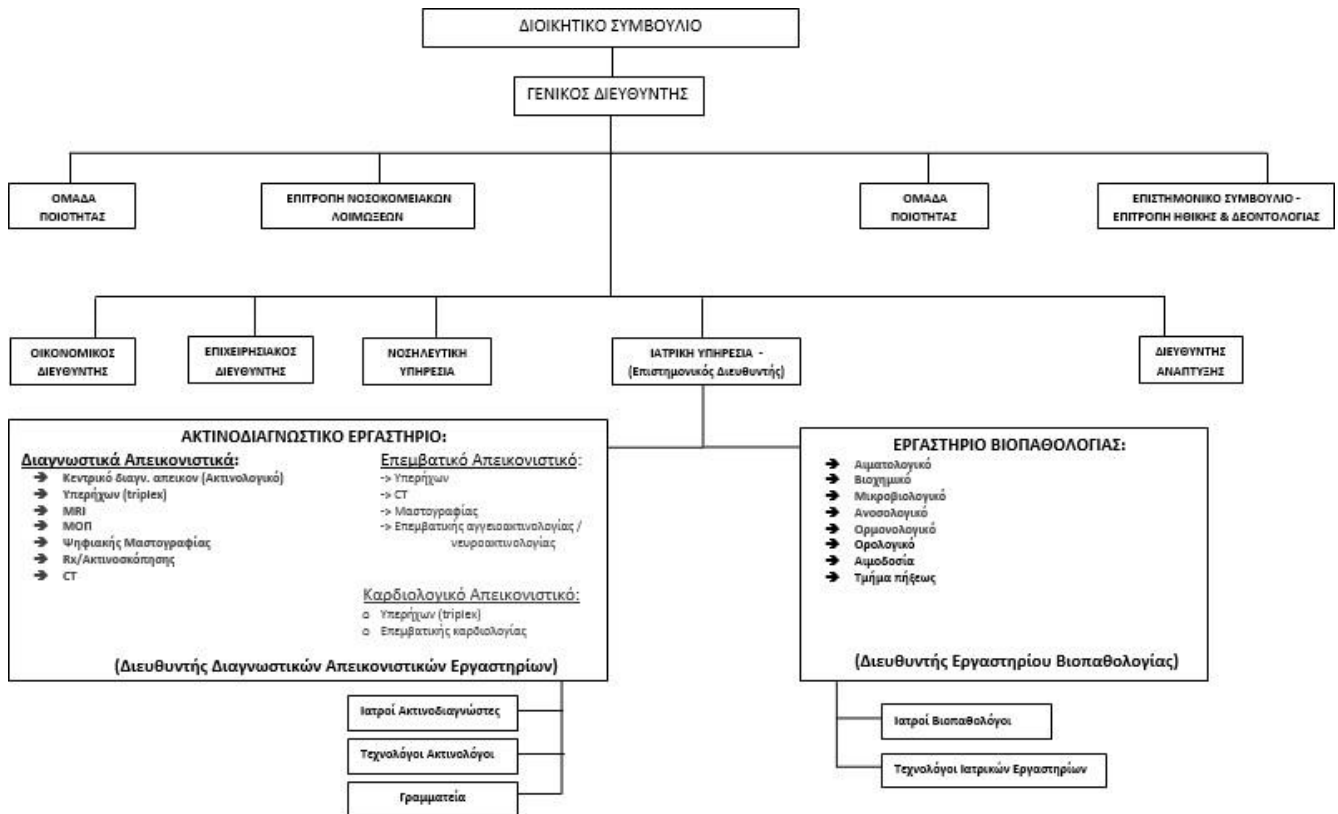 ΔΙΟΙΚΗΤΙΚΟ ΣΥΜΒΟΥΛΙΟ
ΓΕΝΙΚΟΣ ΔΙΕΥΘΥΝΤΗΣ
ΟΜΑΔΑ
ΠΟΙΟΤΗΤΑΣ
ΕΠΙΤΡΟΠΗ ΝΟΣΟΚΟΜΕΙΑΚΩΝ
ΛΟΙΜΩΞΕΩΝ
ΟΜΑΔΑ
ΠΟΙΟΤΗΤΑΣ
ΕΠΙΣΤΗΜΟΝΙΚΟ ΣΥΜΒΟΥΛΙΟ -
ΕΠΙΤΡΟΠΗ ΗΘΙΚΗΣ & ΔΕΟΝΤΟΛΟΓΙΑΣ
ΟΙΚΟΝΟΜΙΚΟΣ
ΔΙΕΥΘΥΝΤΗΣ
ΕΠΙΧΕΙΡΗΣΙΑΚΟΣ
ΔΙΕΥΘΥΝΤΗΣ
ΝΟΣΗΛΕΥΤΙΚΗ
ΥΠΗΡΕΣΙΑ
ΙΑΤΡΙΚΗ ΥΠΗΡΕΣΙΑ -
(Επιστημονικός Διευθυντής)
ΔΙΕΥΘΥΝΤΗΣ
ΑΝΑΠΤΥΞΗΣ
ΑΚΤΙΝΟΔΙΑΓΝΩΣΤΙΚΟ ΕΡΓΑΣΤΗΡΙΟ:
Διαγνωστικά Απεικονιστικά:
➔ Κεντρικό διαγν. απεικον (Ακτινολογικό)
➔ Υπερήχων (triplex)
➔ MRI
➔ ΜΟΠ
➔ Ψηφιακής Μαστογραφίας
➔ Rx/Ακτινοσκόπησης
➔ CT
Επεμβατικό Απεικονιστικό:
-> Υπερήχων
-> CT
-> Μαστογραφίας
-> Επεμβατικής αγγειοακτινολογίας /
νευροακτινολογίας
Καρδιολογικό Απεικονιστικό:
o Υπερήχων (triplex)
o Επεμβατικής καρδιολογίας
(Διευθυντής Διαγνωστικών Απεικονιστικών Εργαστηρίων)
ΕΡΓΑΣΤΗΡΙΟ ΒΙΟΠΑΘΟΛΟΓΙΑΣ:
➔ Αιματολογικό
➔ Βιοχημικό
➔ Μικροβιολογικό
➔ Ανοσολογικό
➔ Ορμονολογικό
➔ Ορολογικό
➔ Αιμοδοσία
➔ Τμήμα πήξεως
(Διευθυντής Εργαστηρίου Βιοπαθολογίας)
Ιατροί Ακτινοδιαγνώστες
Τεχνολόγοι Ακτινολόγοι
Γραμματεία
Ιατροί Βιοπαθολόγοι
Τεχνολόγοι Ιατρικών Εργαστηρίων